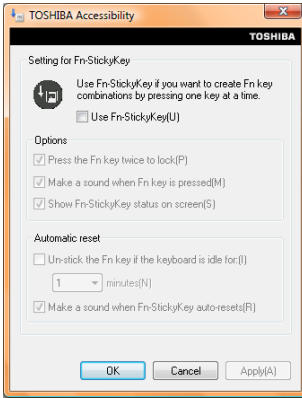 TOSHIBA Accessibility
TOSHIBA
Setting for Fn-StickyKey
Use Fn-StickyKey if you want to create Fn key
combinations by pressing one key at a time.
Use Fn-StickyKey(U)
Options
Press the Fn key twice to lock(P)
Make a sound when Fn key is pressed(M)
Show Fn-StickyKey status on screen(S)
Automatic reset
Un-stick the Fn key if the keyboard is idle for:(I)
1 minutes(N)
Make a sound when Fn-StickyKey auto-resets(R)
OK Cancel Apply(A)